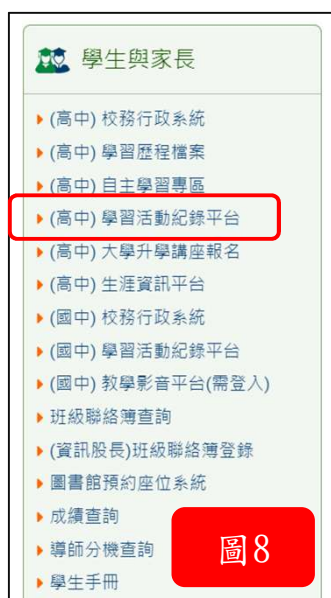 學生與家長
(高中) 校務行政系統
(高中) 學習歷程檔案
(高中) 自主學習專區
(高中) 學習活動紀錄平台
(高中) 大學升學講座報名
(高中) 生涯資訊平台
(國中) 校務行政系統
(國中) 學習活動紀錄平台
(國中) 教學影音平台(需登入)
班級聯絡簿查詢
(資訊股長)班級聯絡簿登錄
圖書館預約座位系統
成績查詢
導師分機查詢
學生手冊
圖8